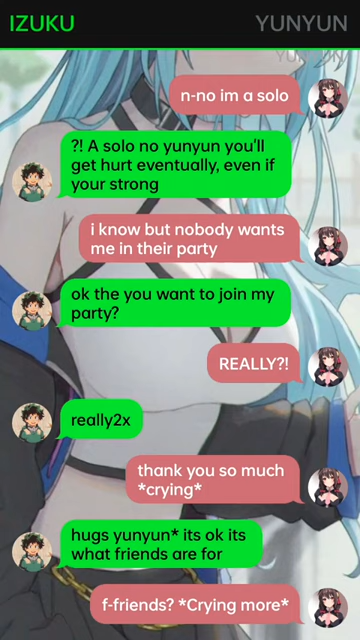 IZUKU
YUNYUN
n-no im a solo
?! A solo no yunyun you'll
get hurt eventually, even if
your strong
i know but nobody wants
me in their party
ok the you want to join my
party?
REALLY?!
really2x
thank you so much
*crying*
hugs yunyun* its ok its
what friends are for
f-friends? *Crying more*